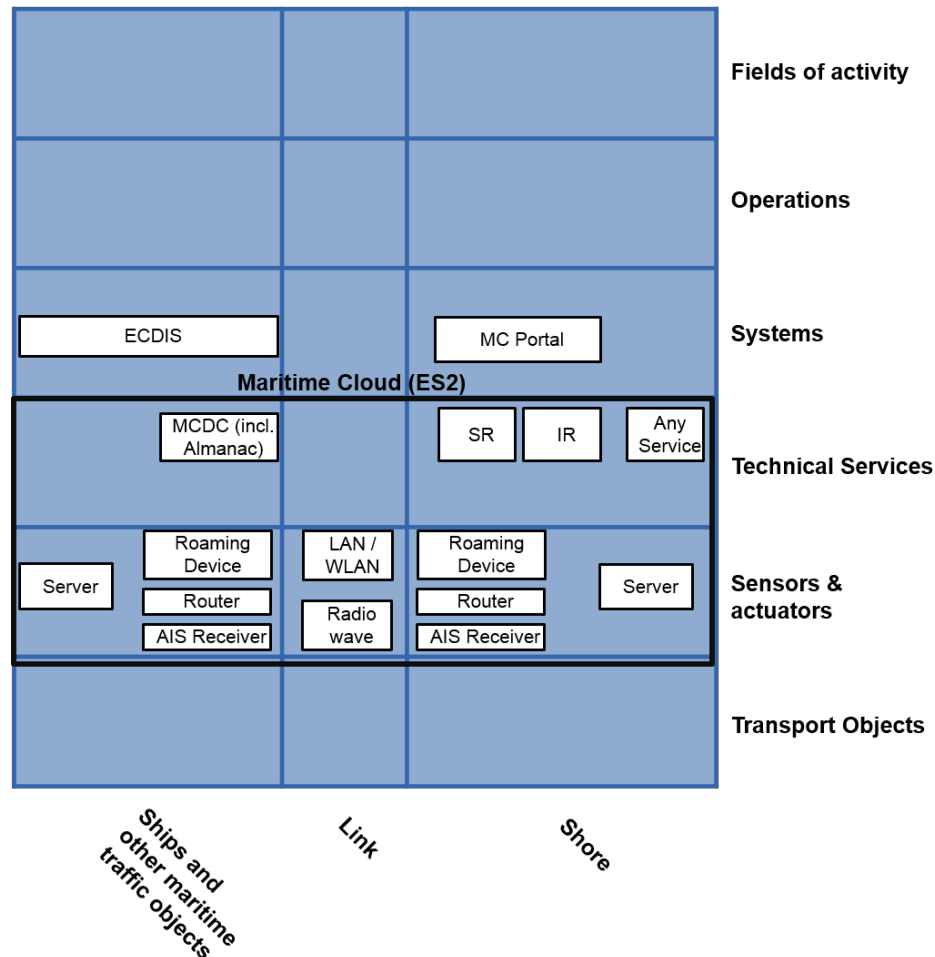 Fields of activity
Operations
ECDIS
MC Portal
Systems
Maritime Cloud (ES2)
MCDC (incl.
Almanac)
SR
IR
Any
Service
Technical Services
Server
Roaming
Device
Router
AIS Receiver
LAN /
WLAN
Radio
wave
Roaming
Device
Router
AIS Receiver
Server
Sensors &
actuators
Transport Objects
Ships and
other maritime
traffic objects
Link
Shore